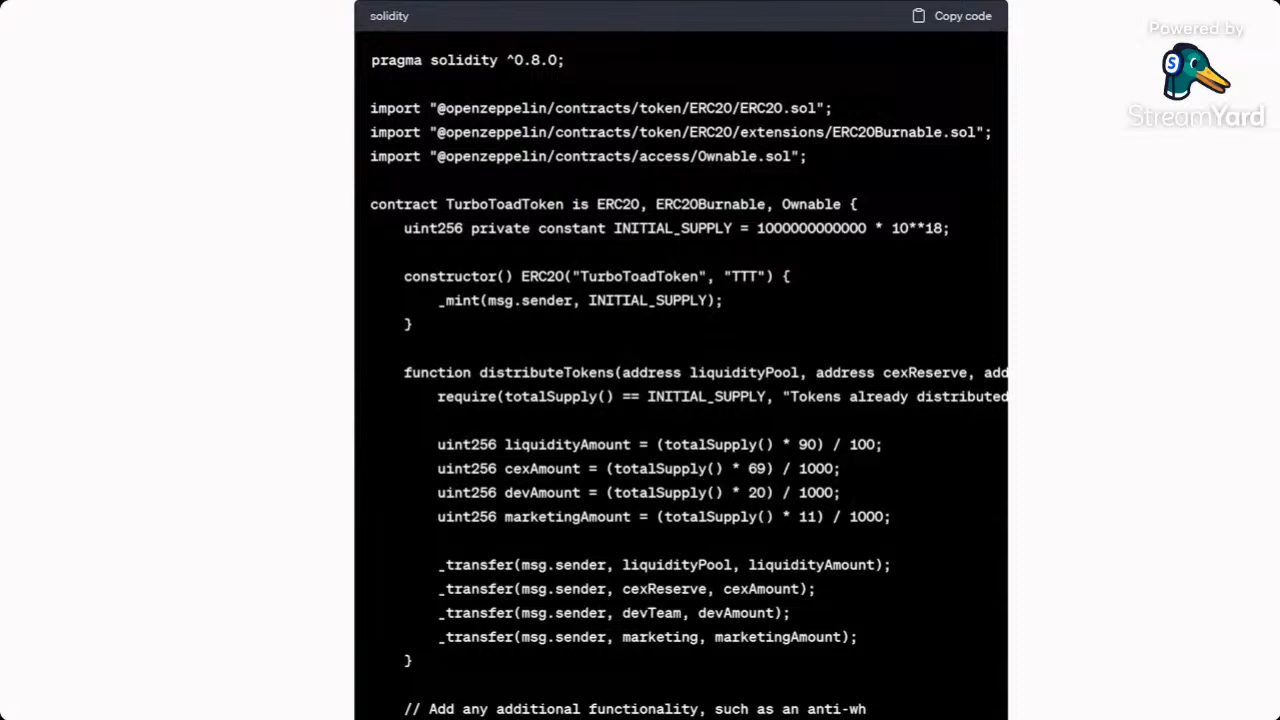 solidity
Copy code
Powered by
S
StreamYard
pragma solidity ^0.8.0;
import "@openzeppelin/contracts/token/ERC20/ERC20.sol";
import "@openzeppelin/contracts/token/ERC20/extensions/ERC20Burnable.sol";
import "@openzeppelin/contracts/access/Ownable.sol";
contract TurboToadToken is ERC20, ERC20Burnable, Ownable {
    uint256 private constant INITIAL_SUPPLY = 1000000000000 * 10**18;
    constructor() ERC20("TurboToadToken", "TTT") {
        _mint(msg.sender, INITIAL_SUPPLY);
    }
    function distributeTokens(address liquidityPool, address cexReserve, add
        require(totalSupply() == INITIAL_SUPPLY, "Tokens already distributed
        uint256 liquidityAmount = (totalSupply() * 90) / 100;
        uint256 cexAmount = (totalSupply() * 69) / 1000;
        uint256 devAmount = (totalSupply() * 20) / 1000;
        uint256 marketingAmount = (totalSupply() * 11) / 1000;
        _transfer(msg.sender, liquidityPool, liquidityAmount);
        _transfer(msg.sender, cexReserve, cexAmount);
        _transfer(msg.sender, devTeam, devAmount);
        _transfer(msg.sender, marketing, marketingAmount);
    }
    // Add any additional functionality, such as an anti-wh